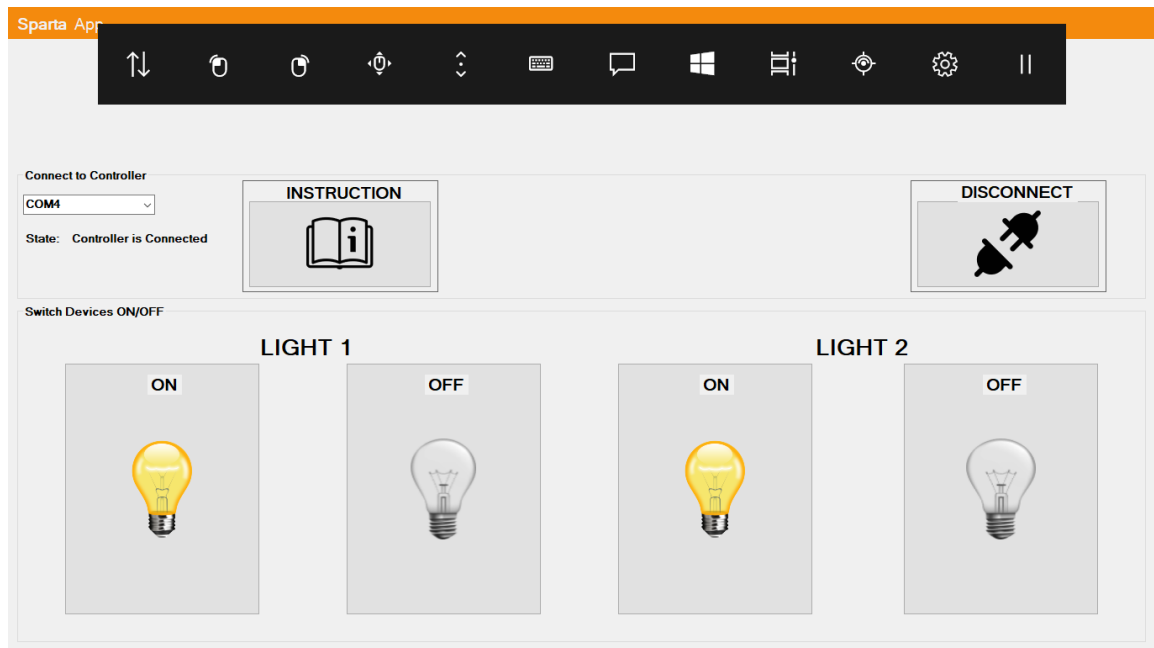 Sparta App
Connect to Controller
COM4
State: Controller is Connected
INSTRUCTION
i
DISCONNECT
Switch Devices ON/OFF
LIGHT 1
LIGHT 2
ON
OFF
ON
OFF